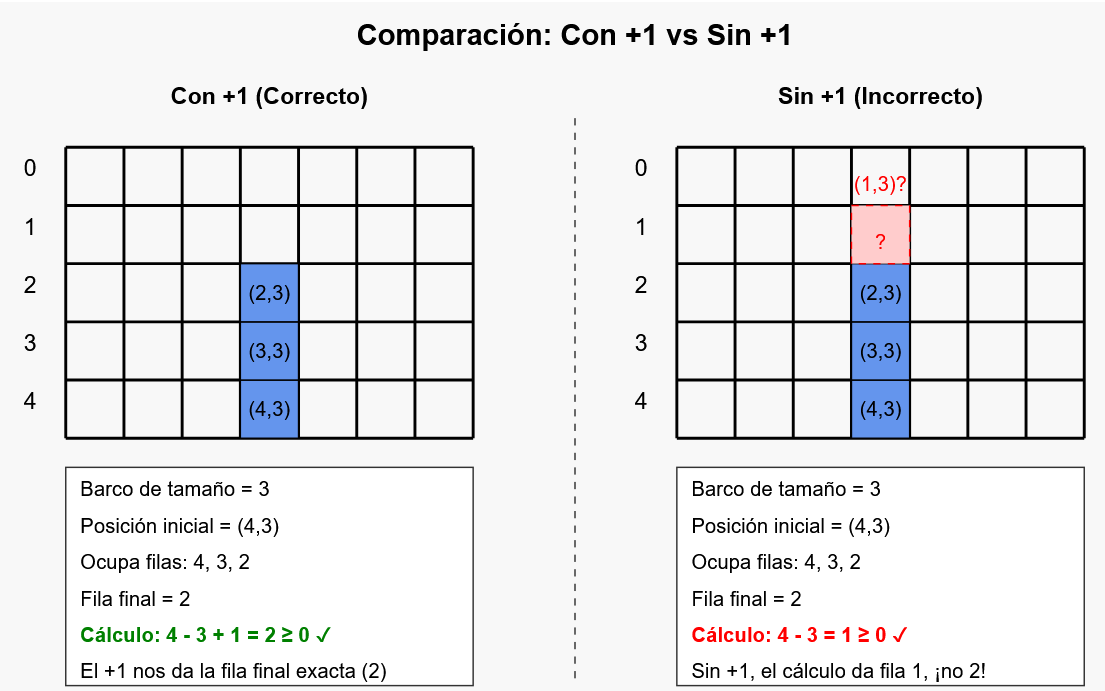 Comparación: Con +1 vs Sin +1
Con +1 (Correcto)
0
1
2
3
4
(2,3)
(3,3)
(4,3)
Barco de tamaño = 3
Posición inicial = (4,3)
Ocupa filas: 4, 3, 2
Fila final = 2
Cálculo: 4 - 3 + 1 = 2 ≥ 0 ✓
El +1 nos da la fila final exacta (2)
Sin +1 (Incorrecto)
0
1
2
3
4
(1,3)?
?
(2,3)
(3,3)
(4,3)
Barco de tamaño = 3
Posición inicial = (4,3)
Ocupa filas: 4, 3, 2
Fila final = 2
Cálculo: 4 - 3 = 1 ≥ 0 ✓
Sin +1, el cálculo da fila 1, ¡no 2!